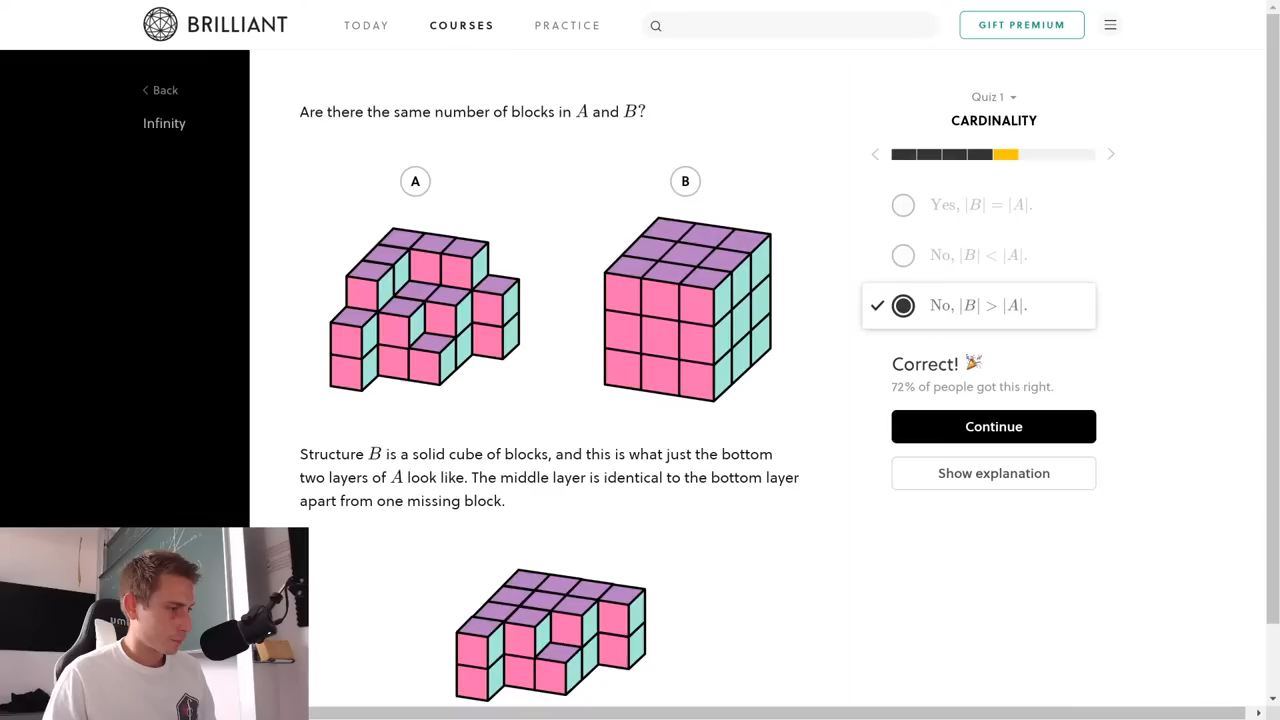 BRILLIANT
TODAY
COURSES
PRACTICE
GIFT PREMIUM
Back
Infinity
Are there the same number of blocks in A and B?
A
B
Structure B is a solid cube of blocks, and this is what just the bottom
two layers of A look like. The middle layer is identical to the bottom layer
apart from one missing block.
Quiz 1
CARDINALITY
Yes, |B| = |A|.
No, |B| < |A|.
No, |B| > |A|.
Correct!
72% of people got this right.
Continue
Show explanation